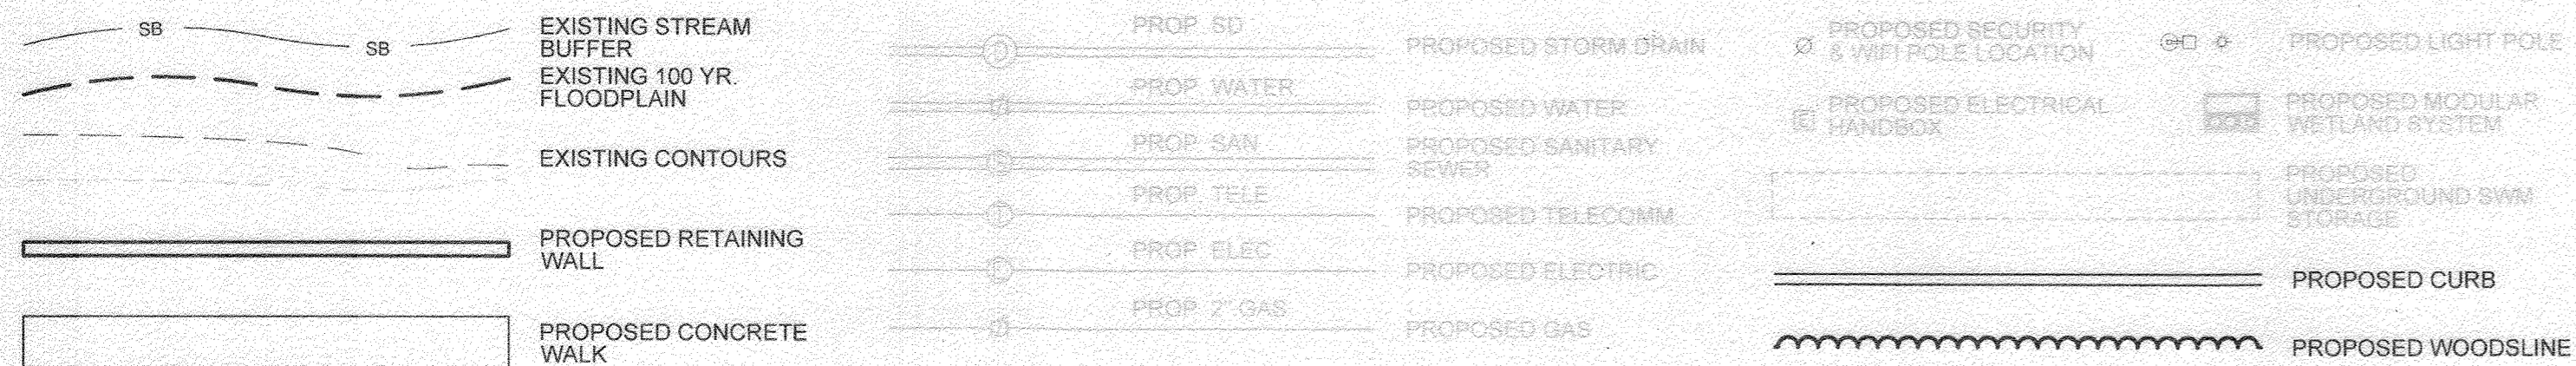 SB
SB
EXISTING STREAM
BUFFER
EXISTING 100 YR.
FLOODPLAIN
EXISTING CONTOURS
PROPOSED RETAINING
WALL
PROPOSED CONCRETE
WALK
PROP SD
D
PROPOSED STORM DRAIN
PROP WATER
PROPOSED WATER
PROP SAN
S
PROPOSED SANITARY
SEWER
PROP. TELE
T
PROPOSED TELECOMM
PROP ELEC
E
PROPOSED ELECTRIC
PROP 2" GAS
PROPOSED GAS
PROPOSED SECURITY
& WIFI POLE LOCATION
E
PROPOSED ELECTRICAL
HANDBOX
PROPOSED LIGHT POLE
PROPOSED MODULAR
WETLAND SYSTEM
PROPOSED
UNDERGROUND SWM
STORAGE
PROPOSED CURB
PROPOSED WOODSLINE